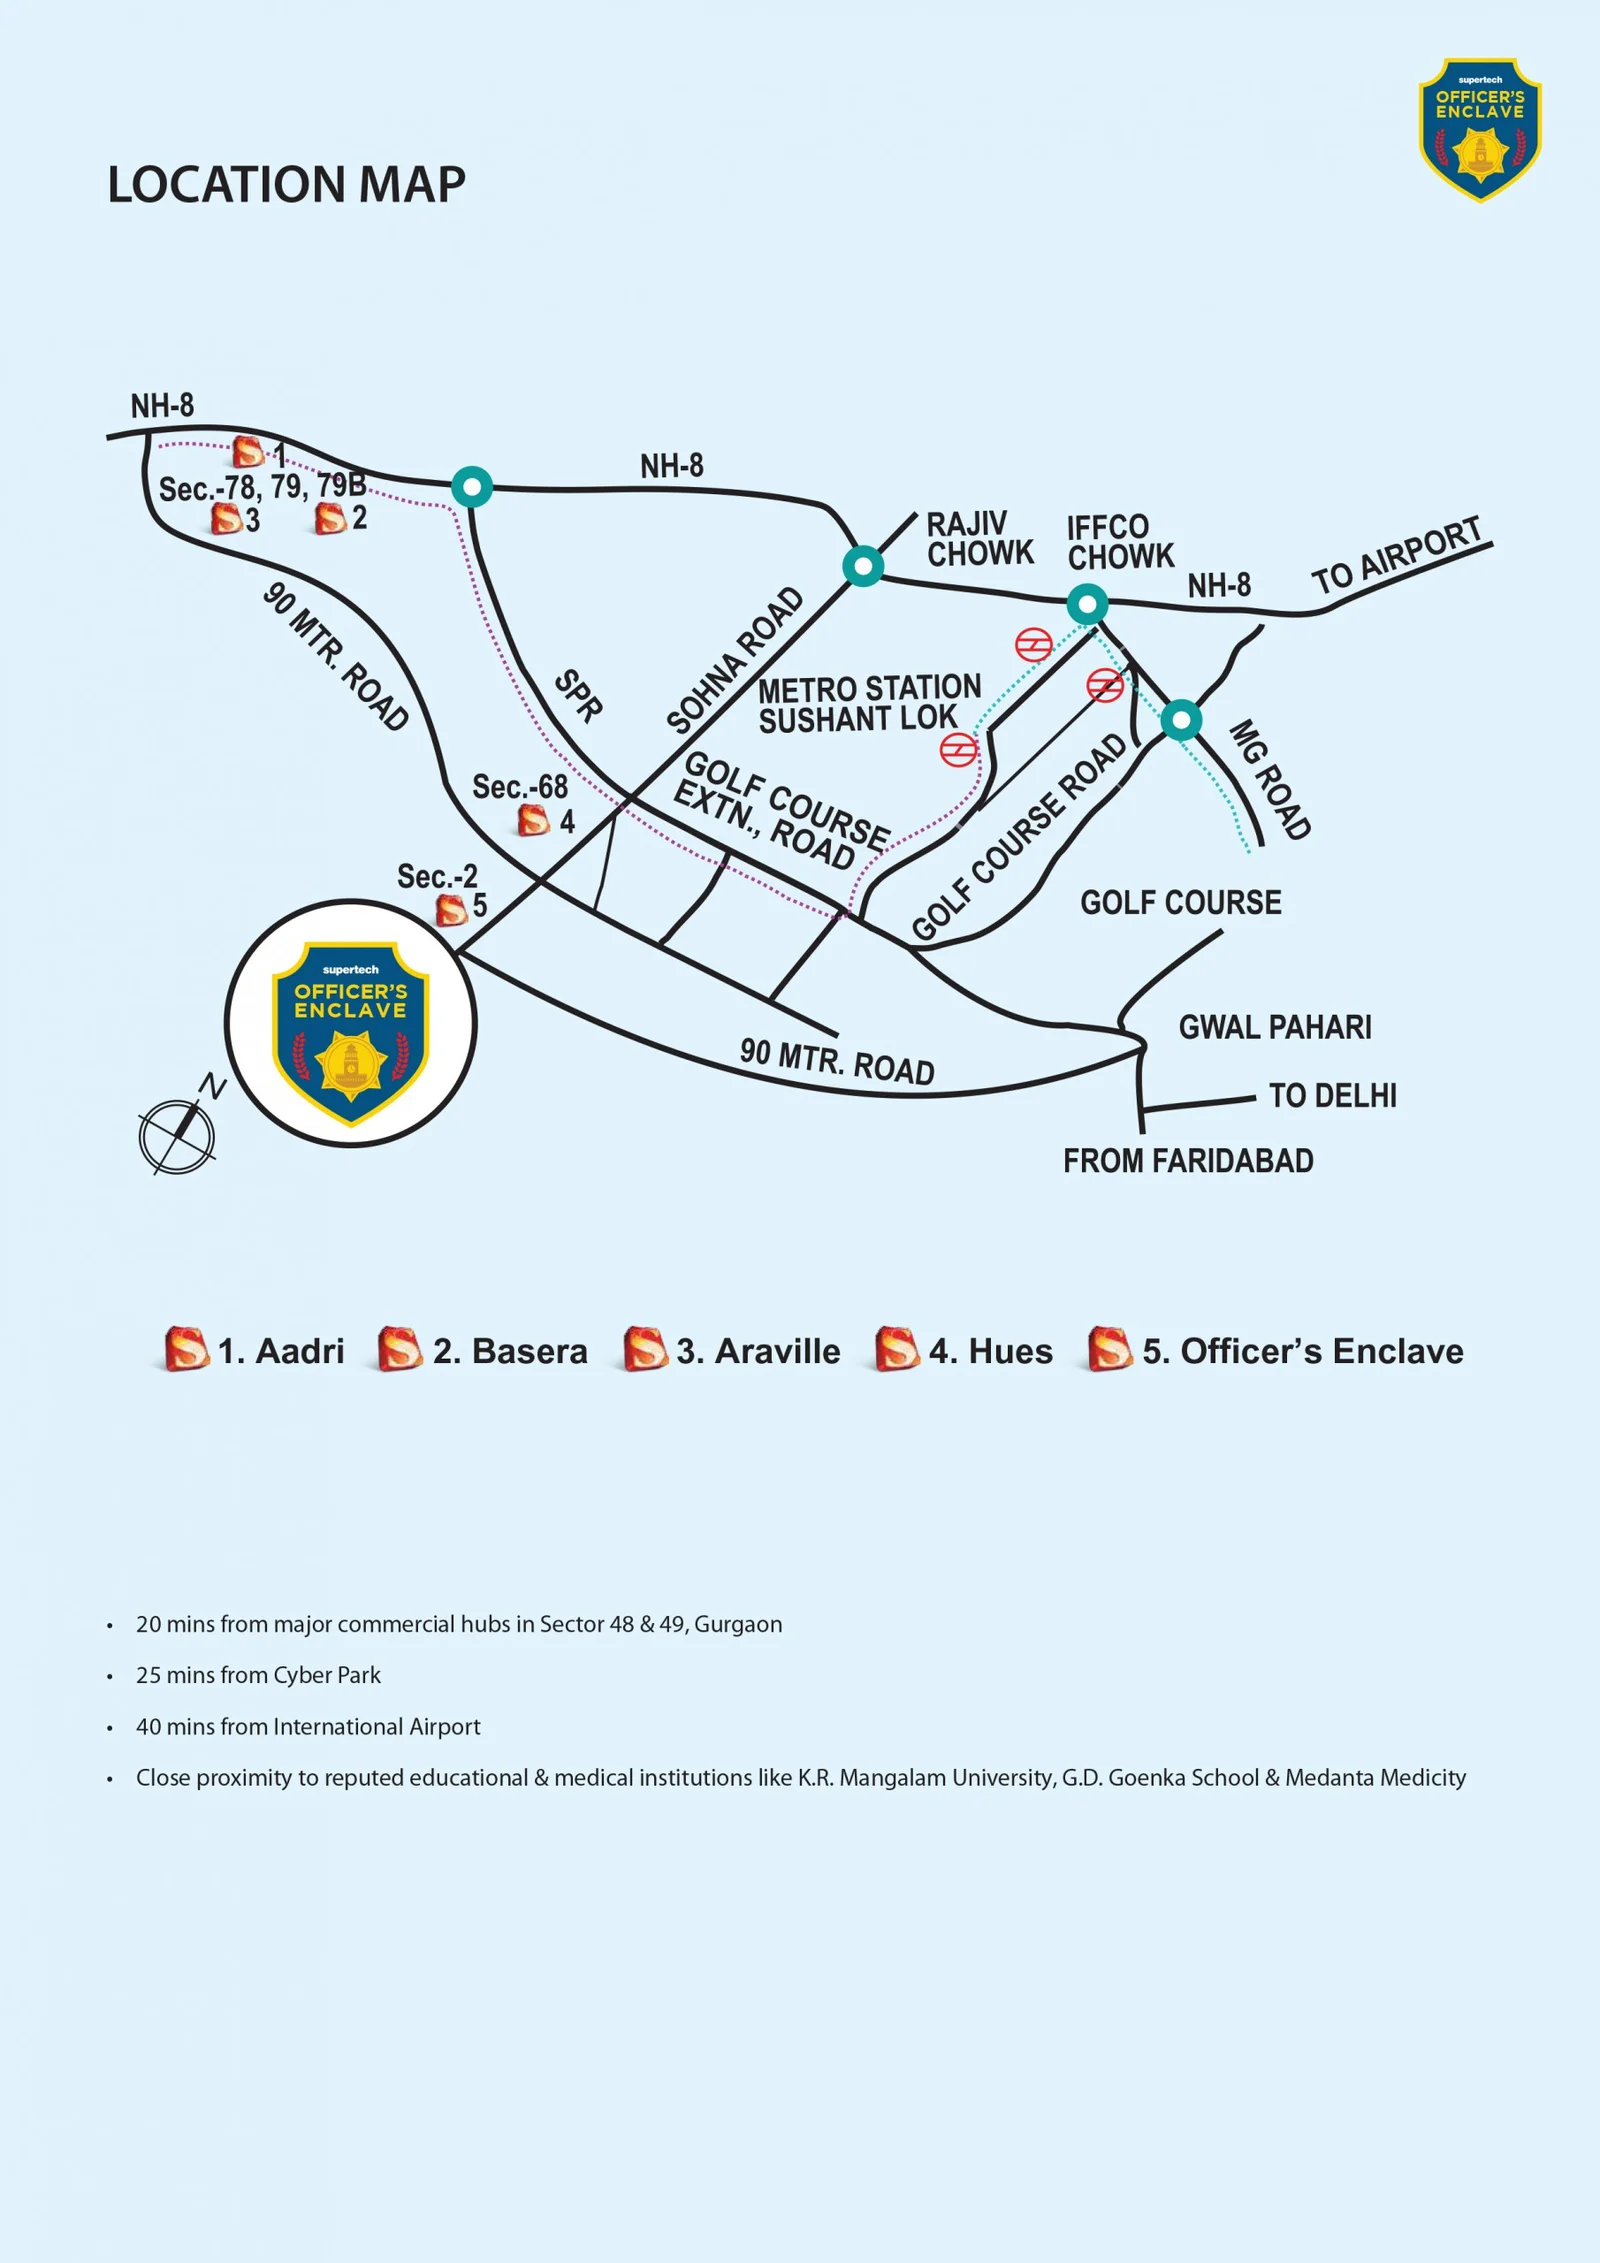 supertech
OFFICER'S
ENCLAVE
LOCATION MAP
NH-8
1
Sec.-78, 79, 79B
3
2
NH-8
RAJIV
CHOWK
IFFCO
CHOWK
NH-8
TO AIRPORT
90 MTR. ROAD
SPR
SOHNA ROAD
METRO STATION
SUSHANT LOK
MG ROAD
GOLF COURSE
EXTN., ROAD
GOLF COURSE ROAD
Sec.-68
4
Sec.-2
5
GOLF COURSE
supertech
OFFICER'S
ENCLAVE
GWAL PAHARI
90 MTR. ROAD
TO DELHI
N
FROM FARIDABAD
S 1. Aadri S 2. Basera S 3. Araville S 4. Hues S 5. Officer's Enclave
• 20 mins from major commercial hubs in Sector 48 & 49, Gurgaon
• 25 mins from Cyber Park
• 40 mins from International Airport
• Close proximity to reputed educational & medical institutions like K.R. Mangalam University, G.D. Goenka School & Medanta Medicity